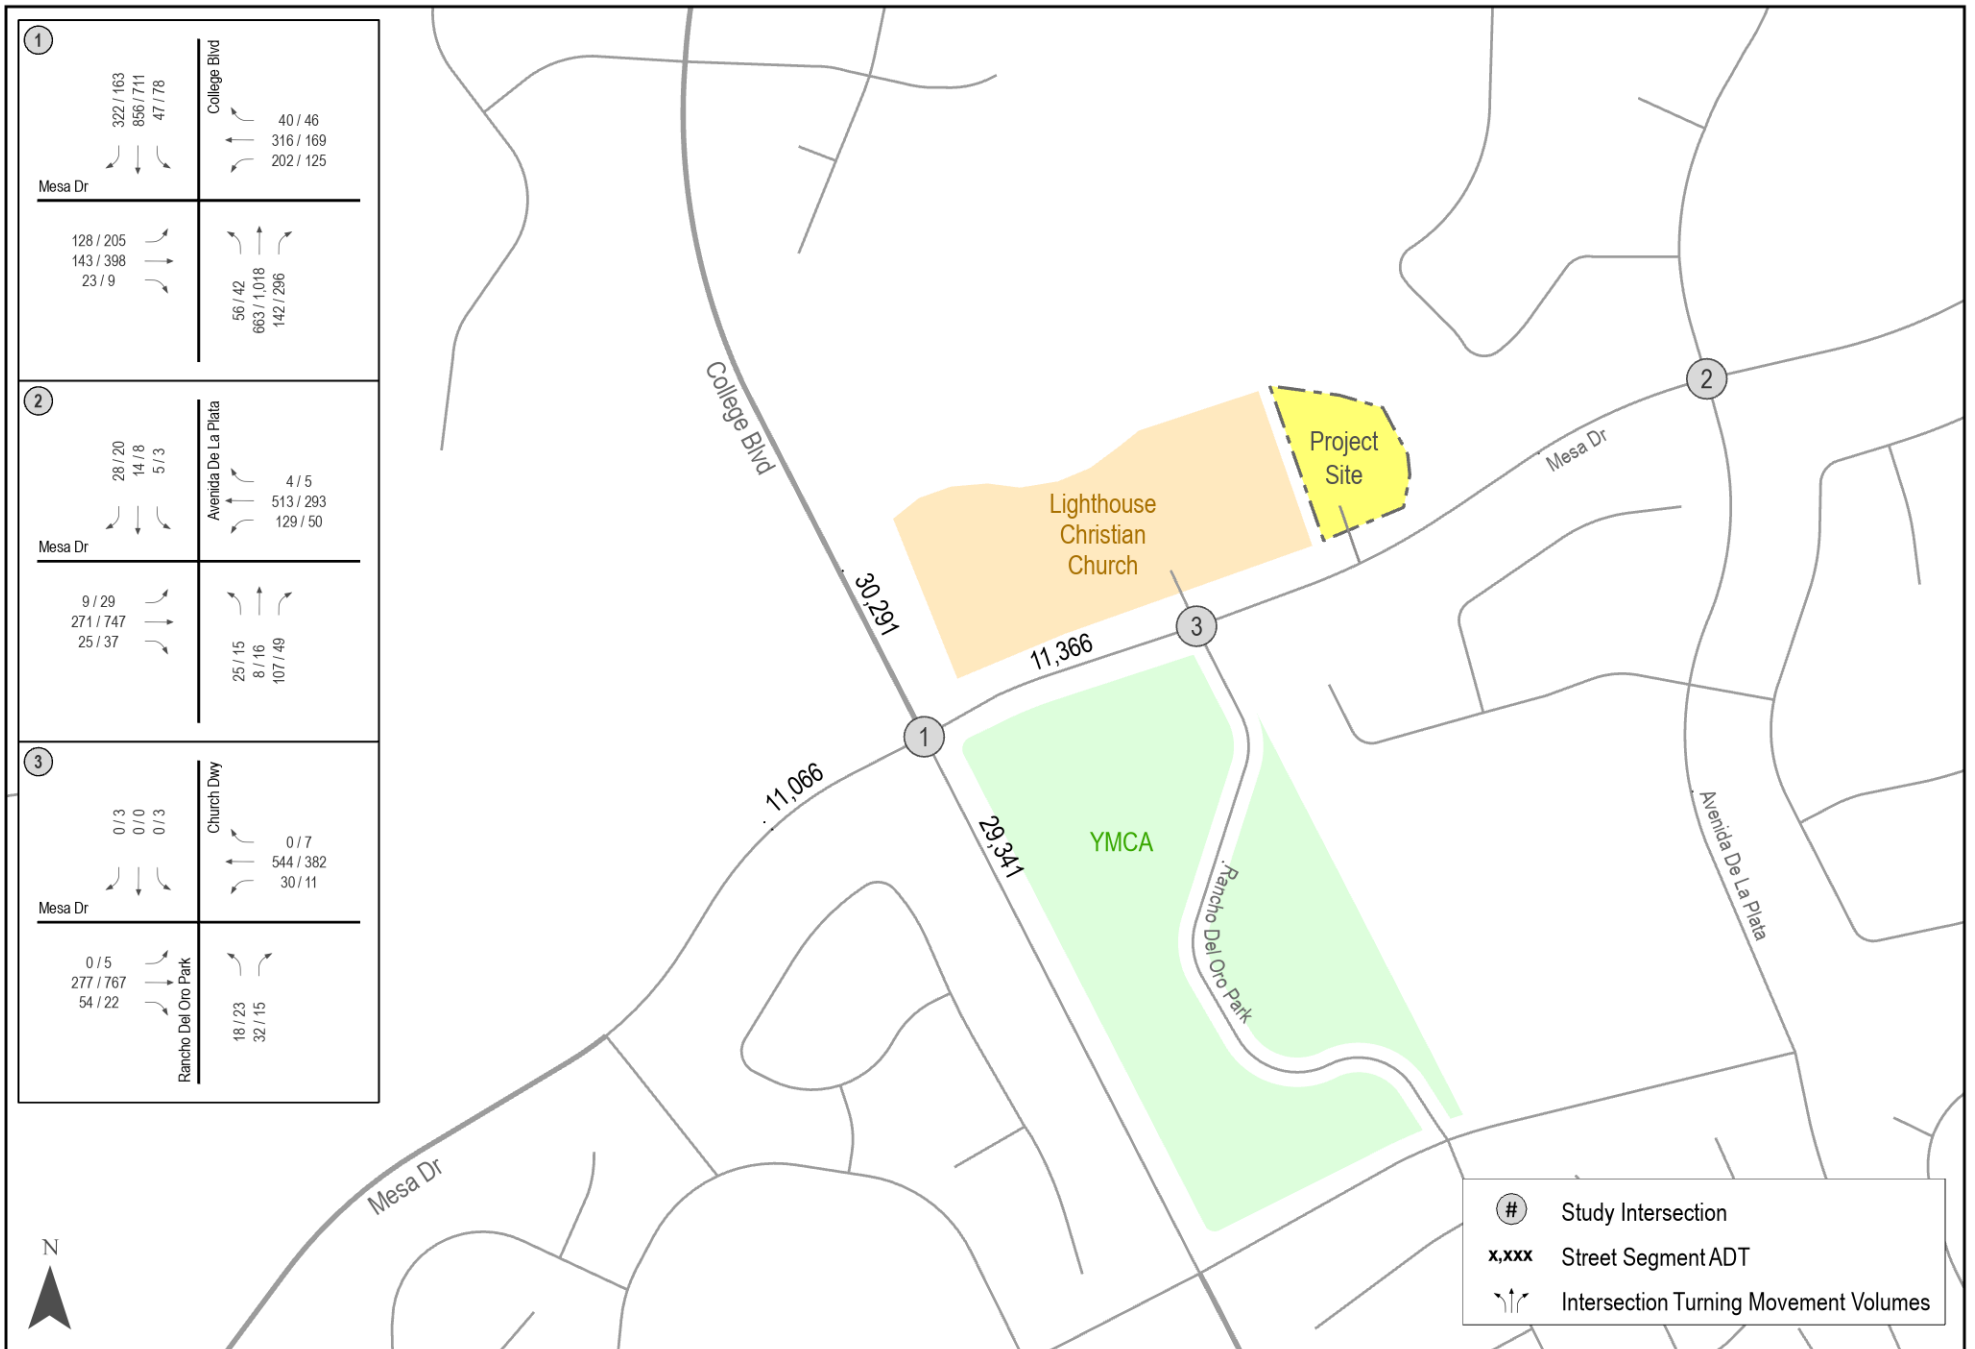 1
College Blvd
322 / 163
856 / 711
47 / 78
40 / 46
316 / 169
202 / 125
Mesa Dr
128 / 205
143 / 398
23 / 9
56 / 42
663 / 1,018
142 / 296
2
Avenida De La Plata
28 / 20
14 / 8
5 / 3
4 / 5
513 / 293
129 / 50
Mesa Dr
9 / 29
271 / 747
25 / 37
25 / 15
8 / 16
107 / 49
3
Church Dwy
0 / 3
0 / 0
0 / 3
0 / 7
544 / 382
30 / 11
Mesa Dr
0 / 5
277 / 767
54 / 22
Rancho Del Oro Park
18 / 23
32 / 15
College Blvd
Project
Site
Mesa Dr
2
Lighthouse
Christian
Church
30,291
11,366
3
1
11,066
29,341
YMCA
Rancho Del Oro Park
Avenida De La Plata
Mesa Dr
N
# Study Intersection
x,xxx Street Segment ADT
Intersection Turning Movement Volumes